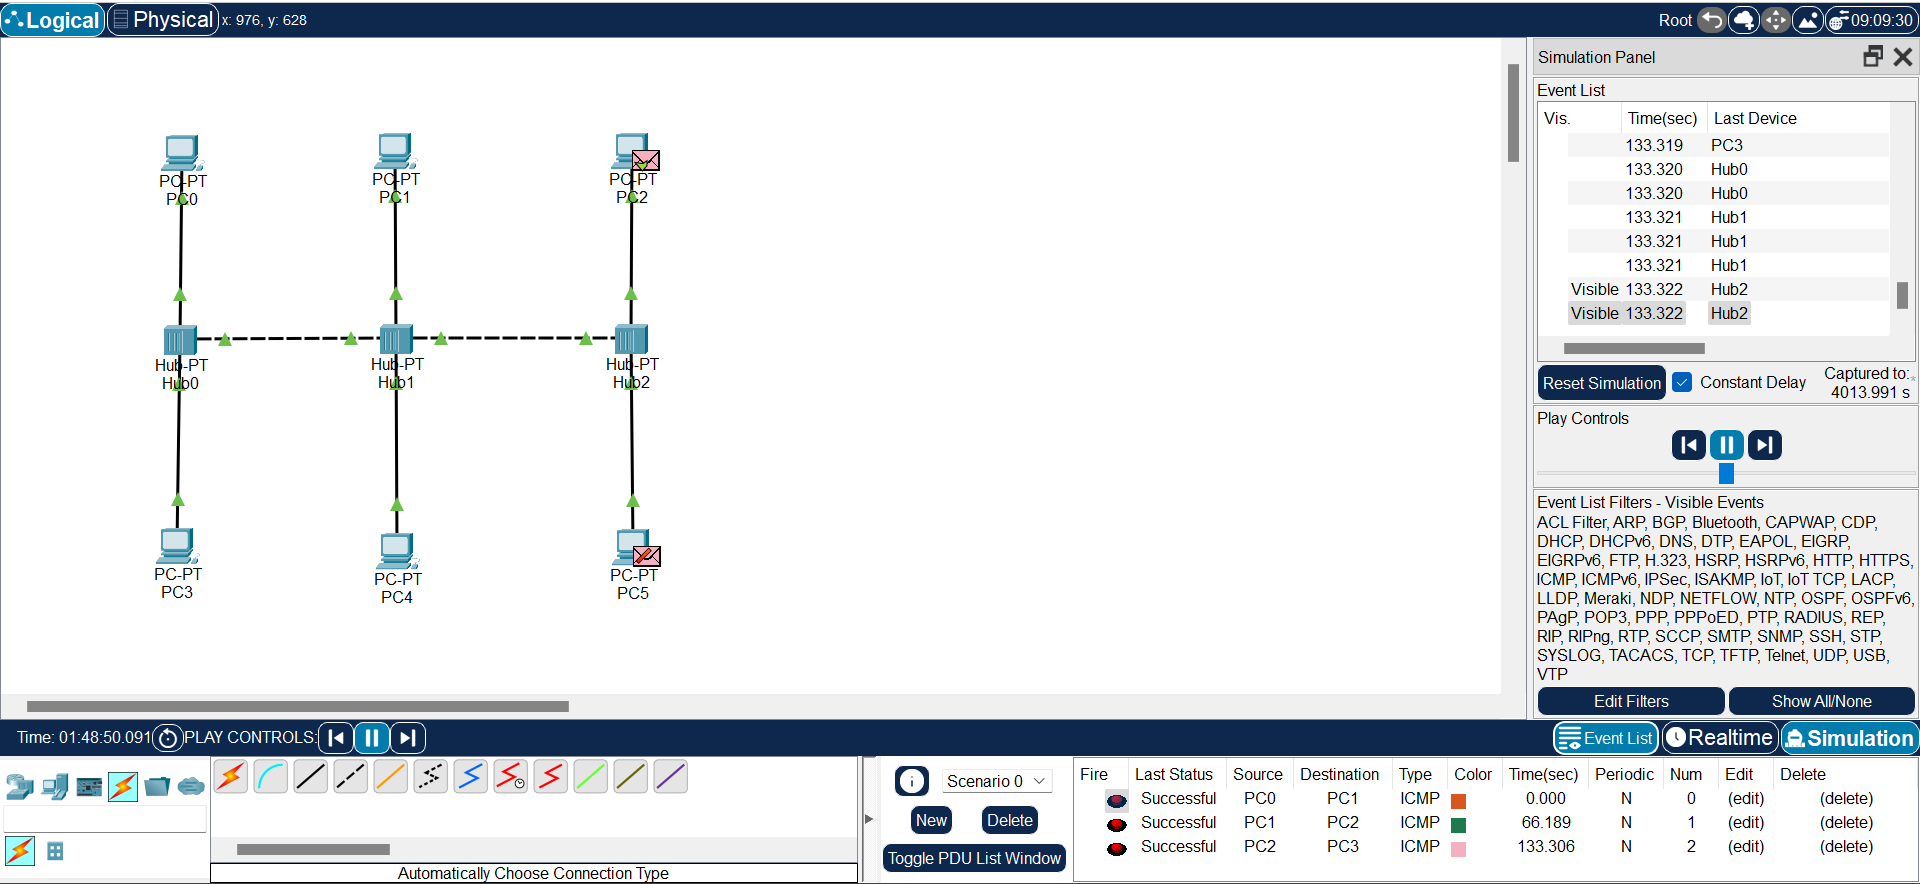 Logical Physical x: 976, y: 628 Root 09:09:30
Simulation Panel
Event List
Vis. Time(sec) Last Device
133.319 PC3
133.320 Hub0
133.320 Hub0
133.321 Hub1
133.321 Hub1
133.321 Hub1
Visible 133.322 Hub2
Visible 133.322 Hub2
Reset Simulation Constant Delay Captured to:
4013.991 s
Play Controls
Event List Filters - Visible Events
ACL Filter, ARP, BGP, Bluetooth, CAPWAP, CDP,
DHCP, DHCPv6, DNS, DTP, EAPOL, EIGRP,
EIGRPv6, FTP, H.323, HSRP, HSRPv6, HTTP, HTTPS,
ICMP, ICMPv6, IPSec, ISAKMP, IoT, IoT TCP, LACP,
LLDP, Meraki, NDP, NETFLOW, NTP, OSPF, OSPFv6,
PAgP, POP3, PPP, PPPoED, PTP, RADIUS, REP,
RIP, RIPng, RTP, SCCP, SMTP, SNMP, SSH, STP,
SYSLOG, TACACS, TCP, TFTP, Telnet, UDP, USB,
VTP
Edit Filters Show All/None
PC-PT
PC0
PC-PT
PC1
PC-PT
PC2
Hub-PT
Hub0
Hub-PT
Hub1
Hub-PT
Hub2
PC-PT
PC3
PC-PT
PC4
PC-PT
PC5
Time: 01:48:50.091 PLAY CONTROLS: Event List Realtime Simulation
Automatically Choose Connection Type
Scenario 0
New Delete
Toggle PDU List Window
Fire Last Status Source Destination Type Color Time(sec) Periodic Num Edit Delete
Successful PC0 PC1 ICMP 0.000 N 0 (edit) (delete)
Successful PC1 PC2 ICMP 66.189 N 1 (edit) (delete)
Successful PC2 PC3 ICMP 133.306 N 2 (edit) (delete)